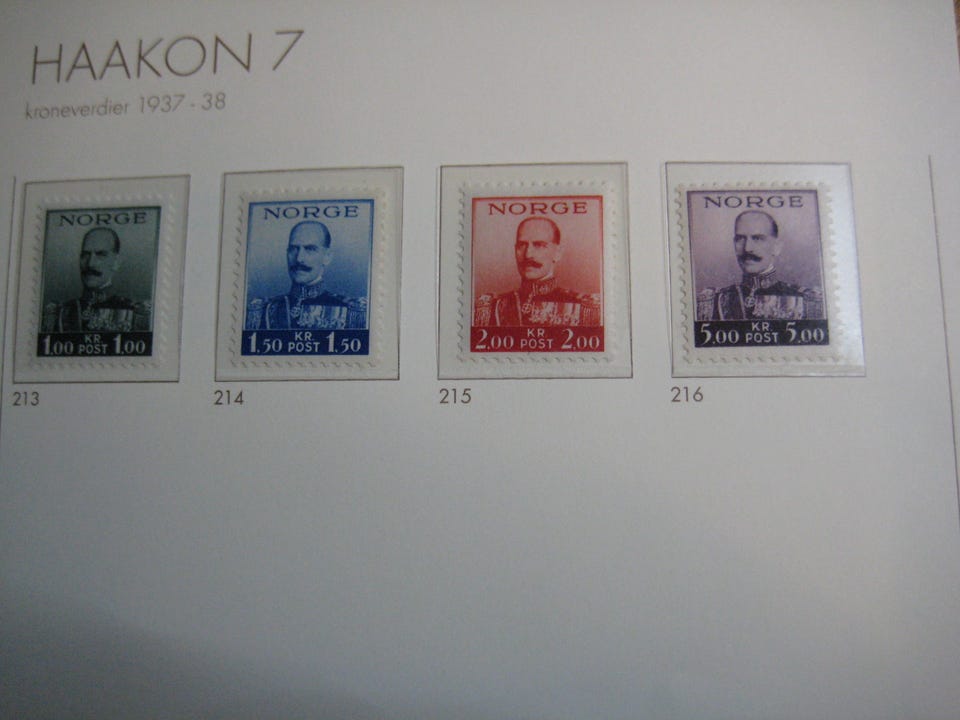 HAAKON 7
kroneverdier 1937 - 38
NORGE
1.00 KR. POST 1.00
213
NORGE
1.50 KR. POST 1.50
214
NORGE
2.00 KR POST 2.00
215
NORGE
5.00 KR. POST 5.00
216